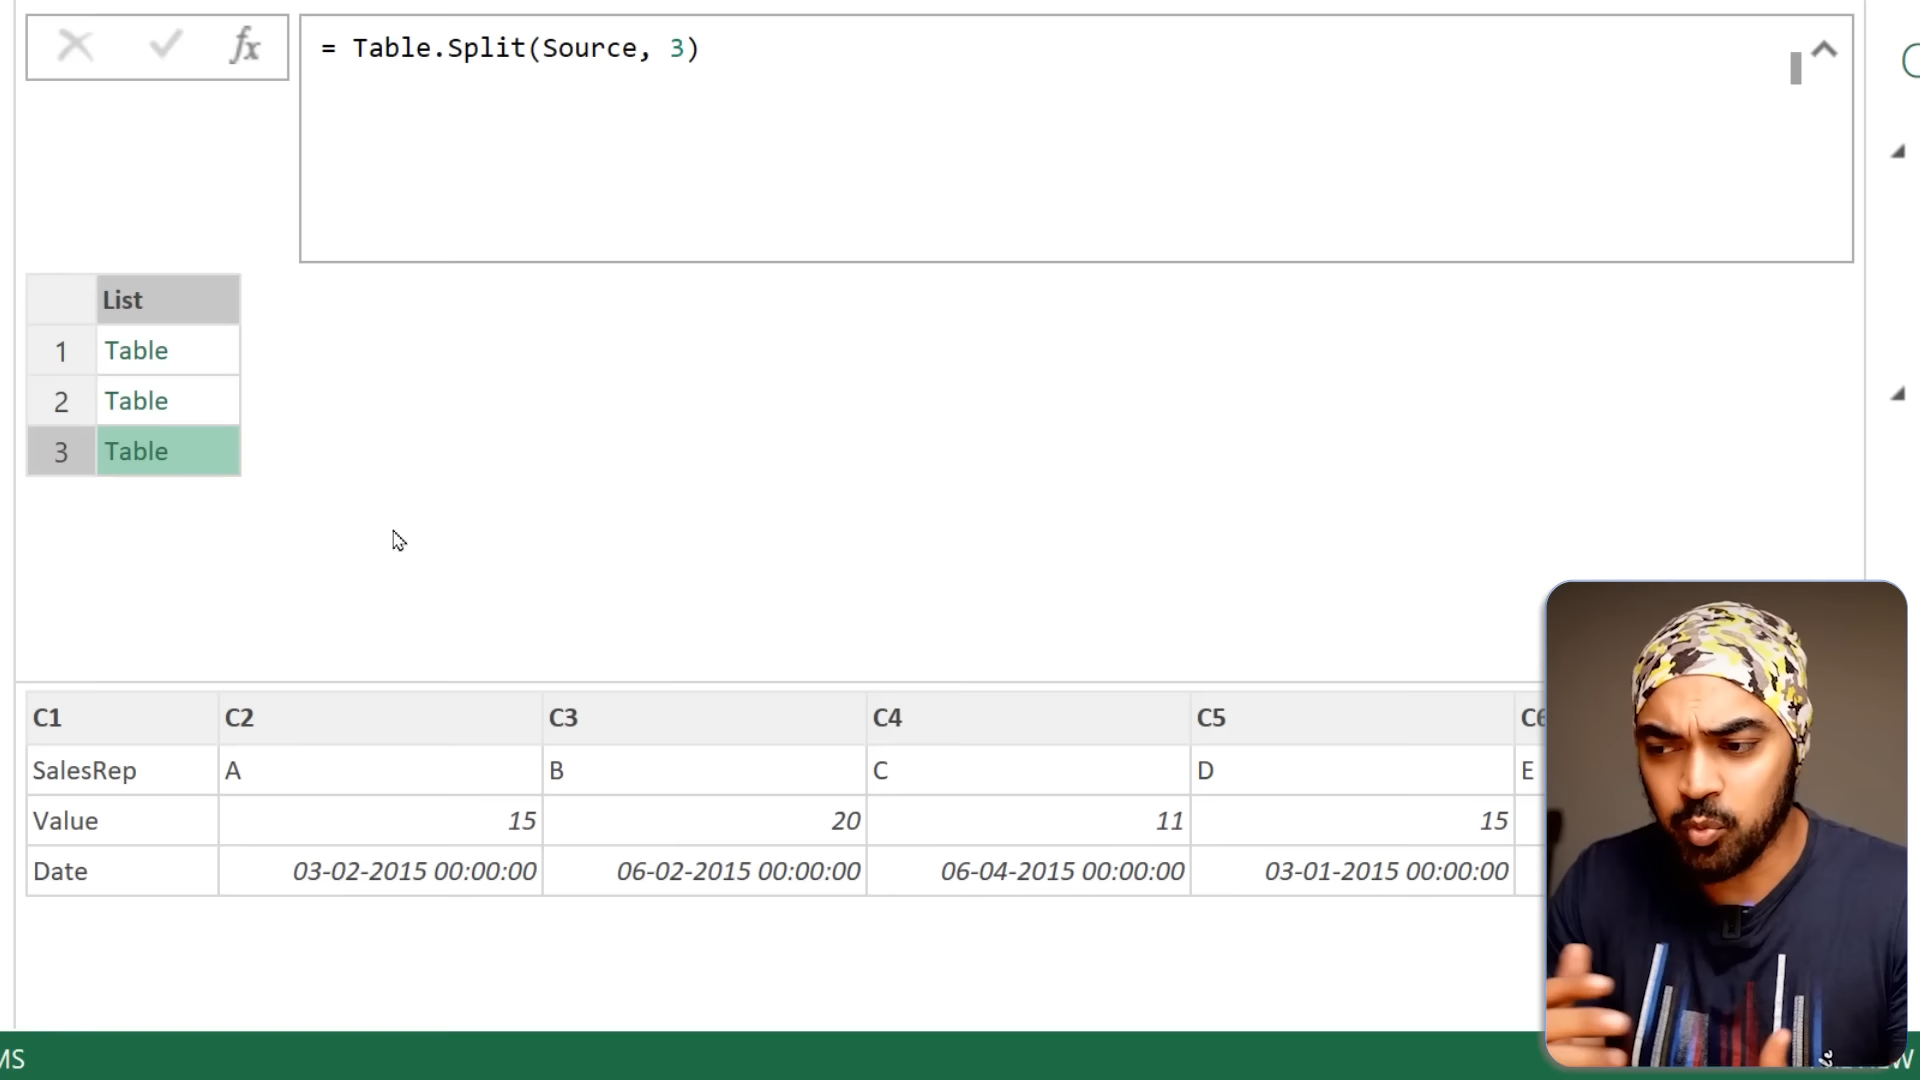 fx = Table.Split(Source, 3)
List
1 Table
2 Table
3 Table
C1 C2 C3 C4 C5
SalesRep A B C D E
Value 15 20 11 15
Date 03-02-2015 00:00:00 06-02-2015 00:00:00 06-04-2015 00:00:00 03-01-2015 00:00:00
MS